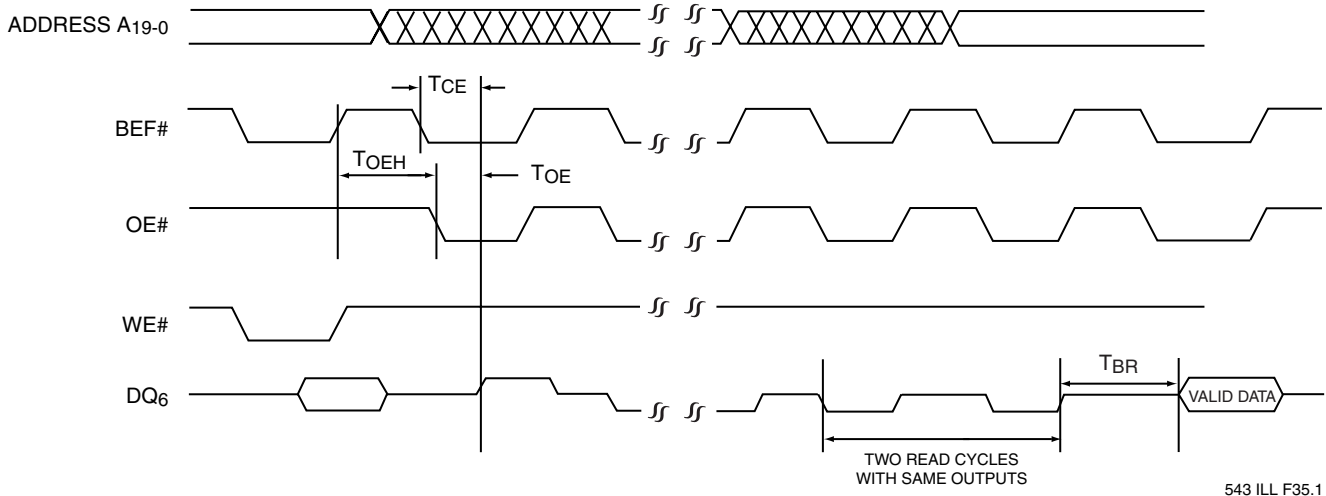 ADDRESS A19-0
TCE
BEF#
TOEH
TOE
OE#
WE#
TBR
DQ6
VALID DATA
TWO READ CYCLES
WITH SAME OUTPUTS
543 ILL F35.1